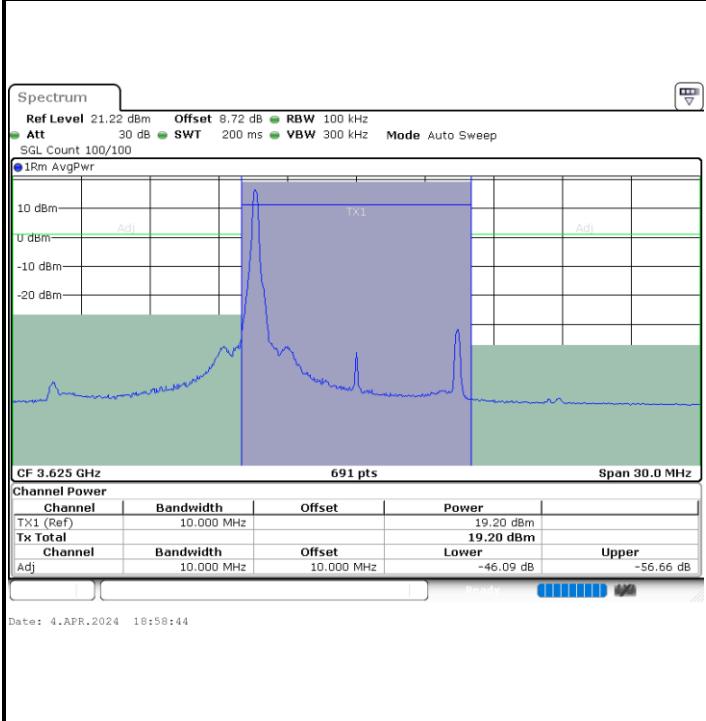 Spectrum
Ref Level 21.22 dBm Offset 8.72 dB RBW 100 kHz
Att 30 dB SWT 200 ms VBW 300 kHz Mode Auto Sweep
SGL Count 100/100
1Rm AvgPwr
10 dBm
TX1
Adj
Adj
0 dBm
-10 dBm
-20 dBm
CF 3.625 GHz 691 pts Span 30.0 MHz
Channel Power
Channel Bandwidth Offset Power
TX1 (Ref) 10.000 MHz 19.20 dBm
Tx Total 19.20 dBm
Channel Bandwidth Offset Lower Upper
Adj 10.000 MHz 10.000 MHz -46.09 dB -56.66 dB
Ready
Date: 4.APR.2024 18:58:44